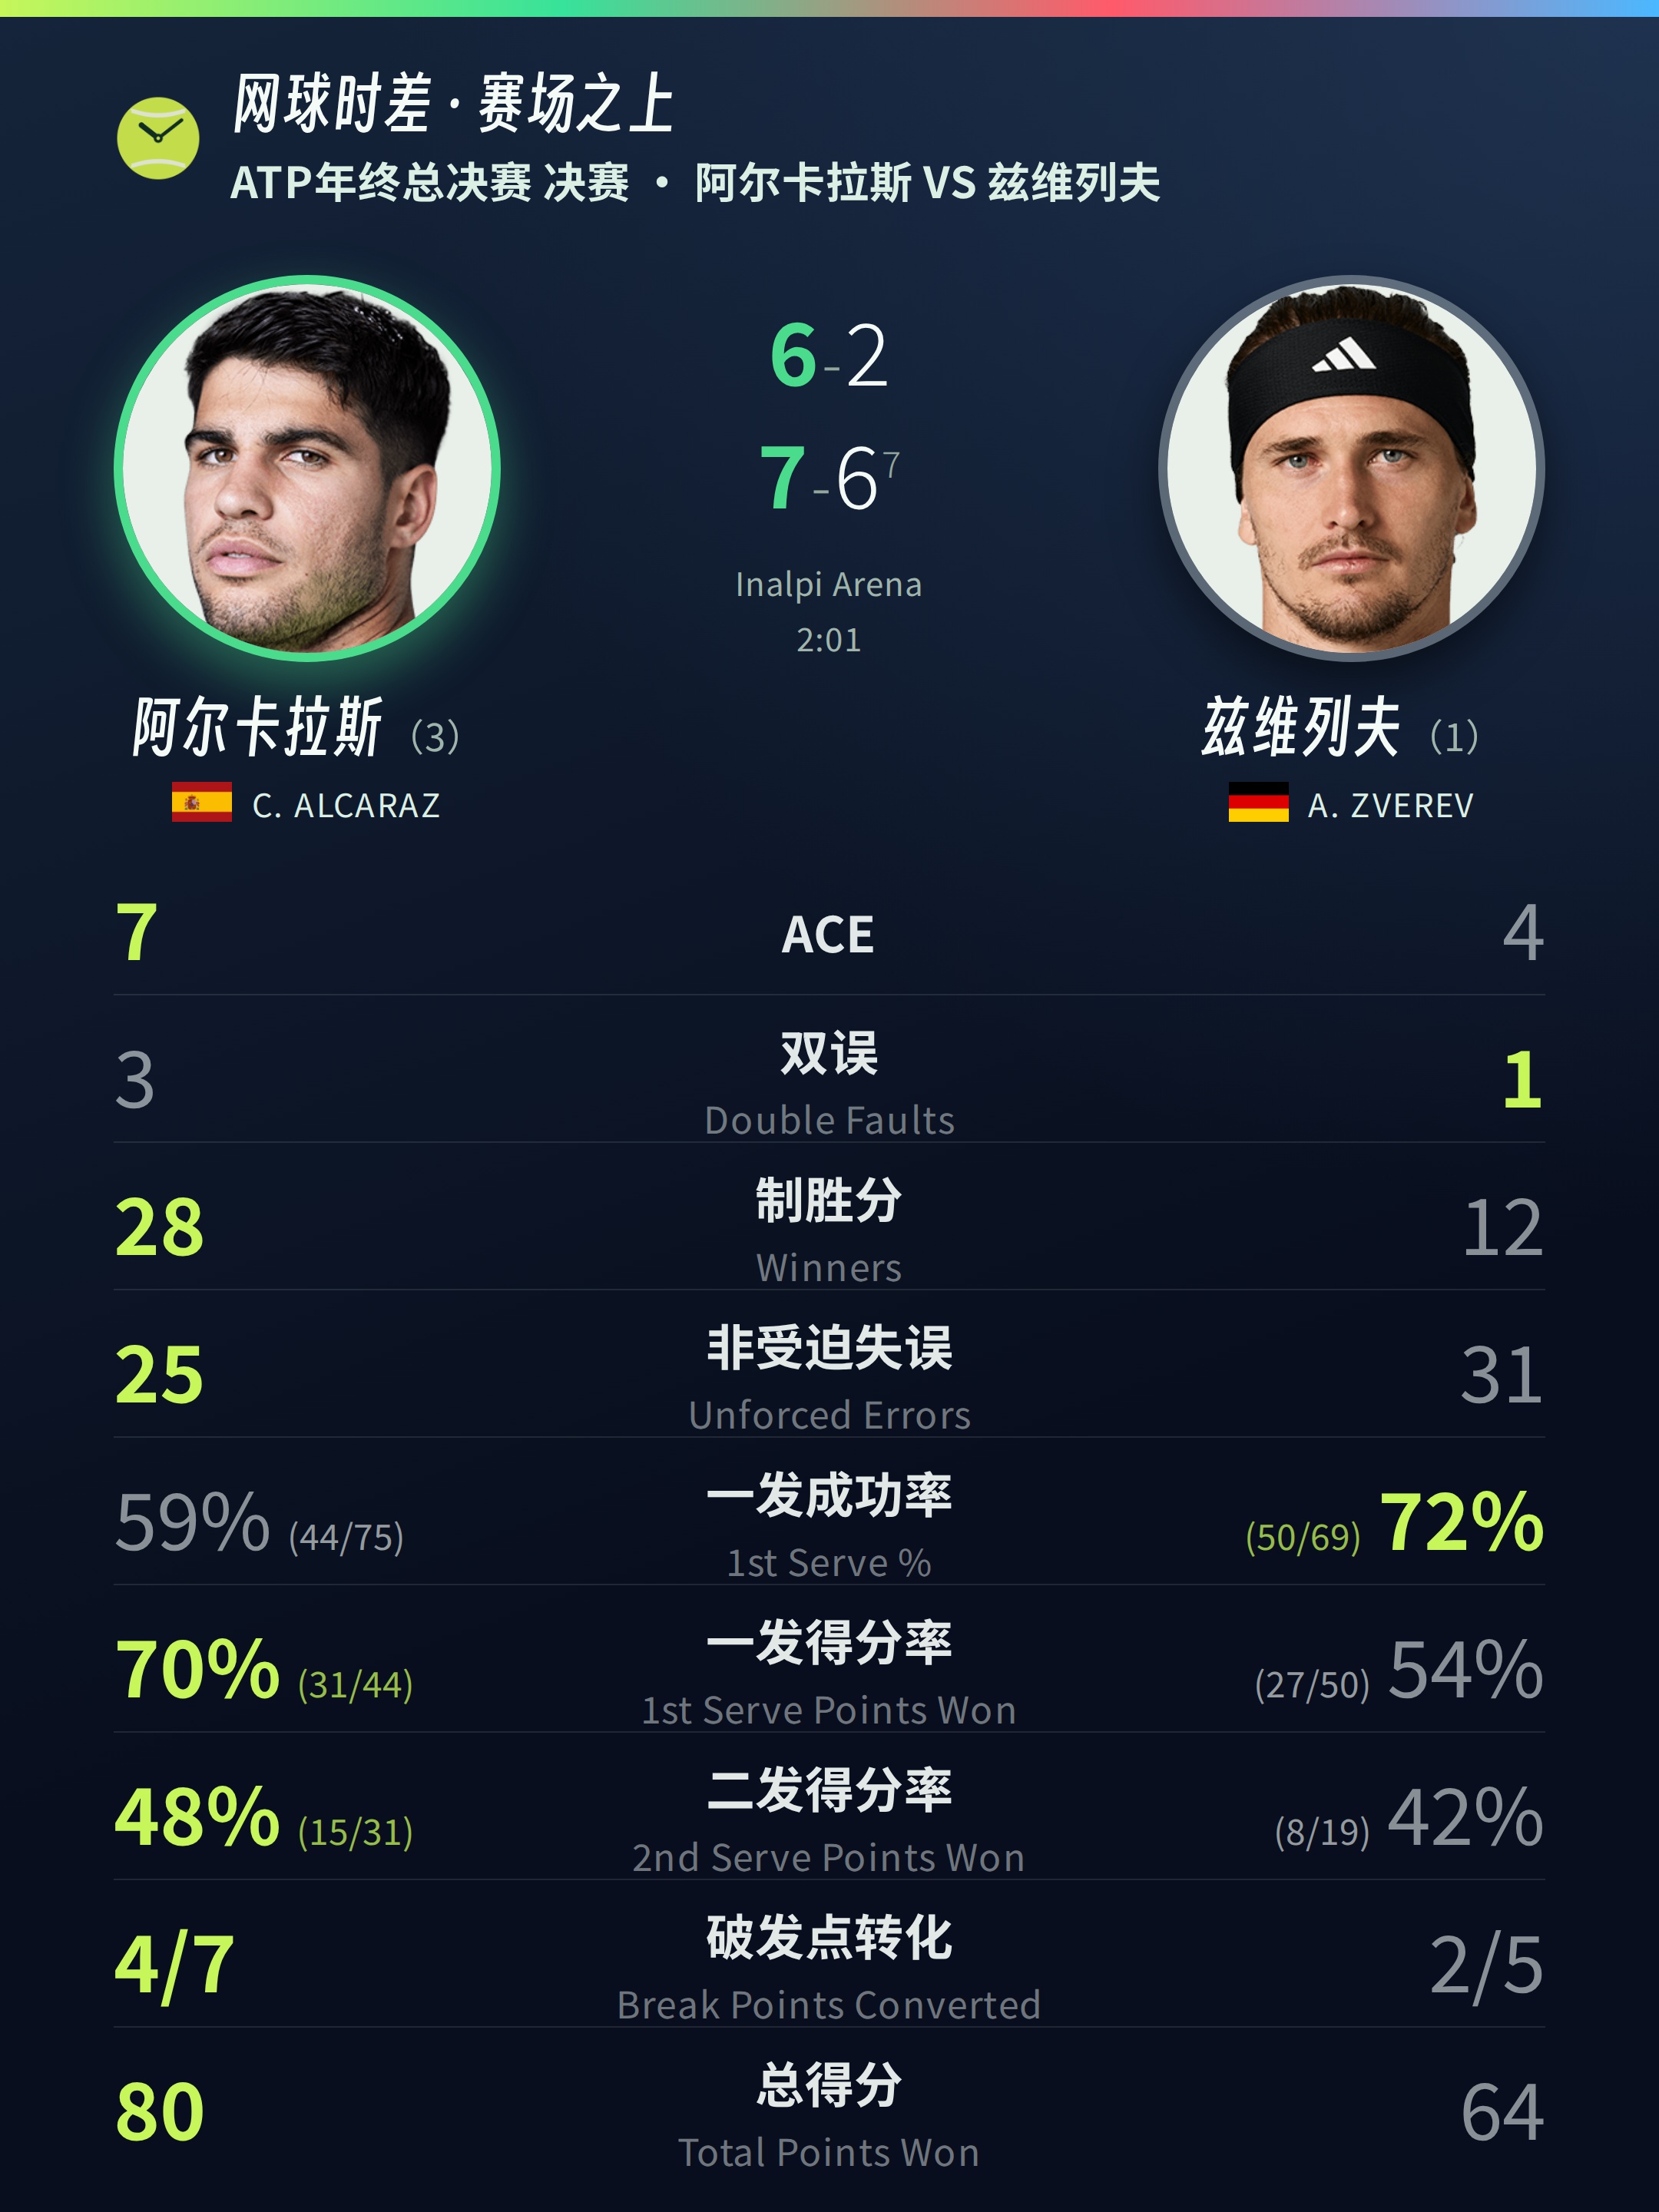 网球时差 · 赛场之上
ATP年终总决赛 决赛 • 阿尔卡拉斯 VS 兹维列夫
6-2
7-6⁷
Inalpi Arena
2:01
阿尔卡拉斯 (3)
C. ALCARAZ
兹维列夫 (1)
A. ZVEREV
7 ACE 4
3 双误 1
Double Faults
28 制胜分 12
Winners
25 非受迫失误 31
Unforced Errors
59% (44/75) 一发成功率 (50/69) 72%
1st Serve %
70% (31/44) 一发得分率 (27/50) 54%
1st Serve Points Won
48% (15/31) 二发得分率 (8/19) 42%
2nd Serve Points Won
4/7 破发点转化 2/5
Break Points Converted
80 总得分 64
Total Points Won